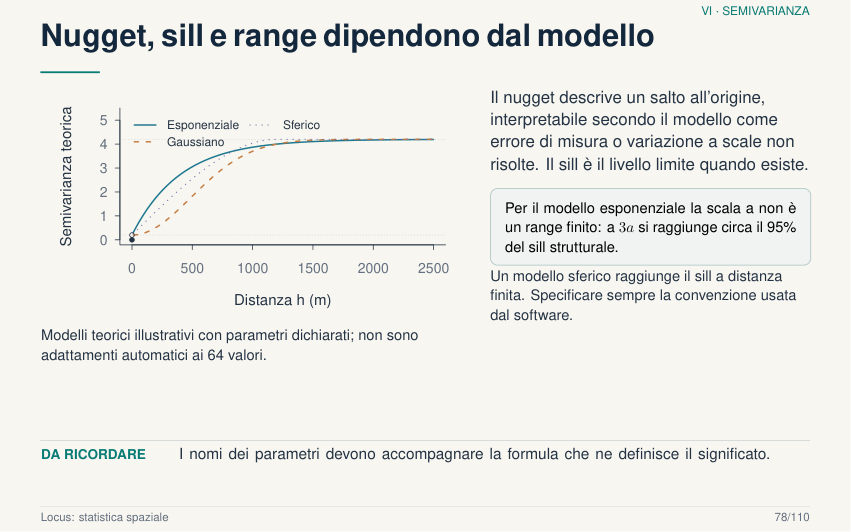 VI · SEMIVARIANZA
Nugget, sill e range dipendono dal modello
Semivarianza teorica
5
4
3
2
1
0
Esponenziale
Sferico
Gaussiano
0 500 1000 1500 2000 2500
Distanza h (m)
Modelli teorici illustrativi con parametri dichiarati; non sono
adattamenti automatici ai 64 valori.
Il nugget descrive un salto all'origine,
interpretabile secondo il modello come
errore di misura o variazione a scale non
risolte. Il sill è il livello limite quando esiste.
Per il modello esponenziale la scala a non è
un range finito: a 3a si raggiunge circa il 95%
del sill strutturale.
Un modello sferico raggiunge il sill a distanza
finita. Specificare sempre la convenzione usata
dal software.
DA RICORDARE I nomi dei parametri devono accompagnare la formula che ne definisce il significato.
Locus: statistica spaziale
78/110